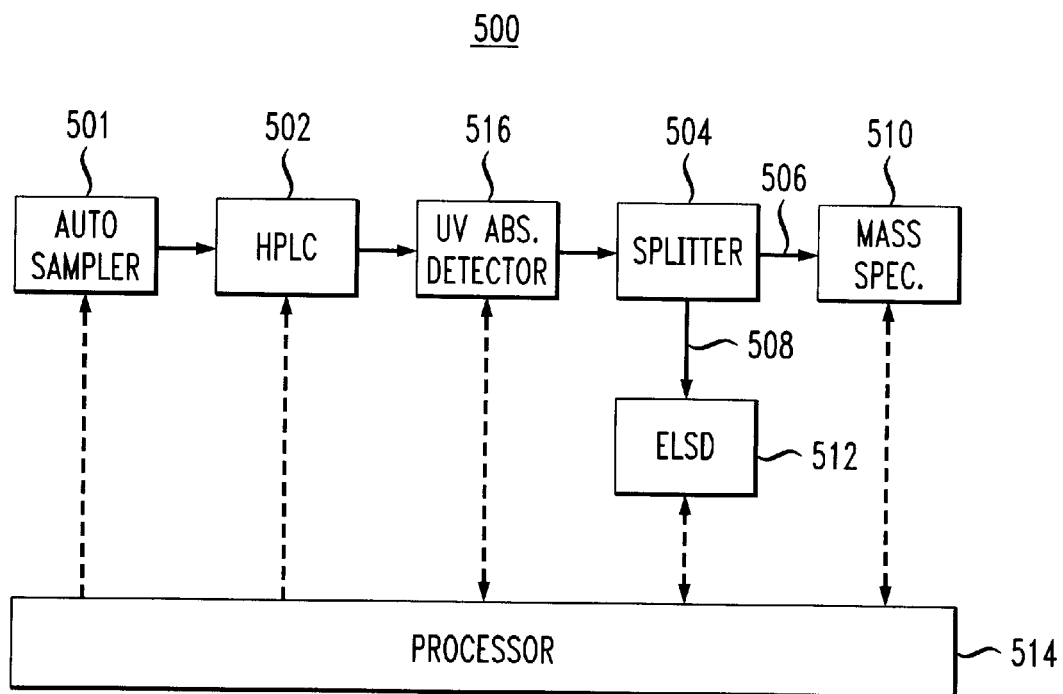 500
501
502
516
504
510
506
AUTO
SAMPLER
HPLC
UV ABS.
DETECTOR
SPLITTER
MASS
SPEC.
508
ELSD
512
PROCESSOR
514